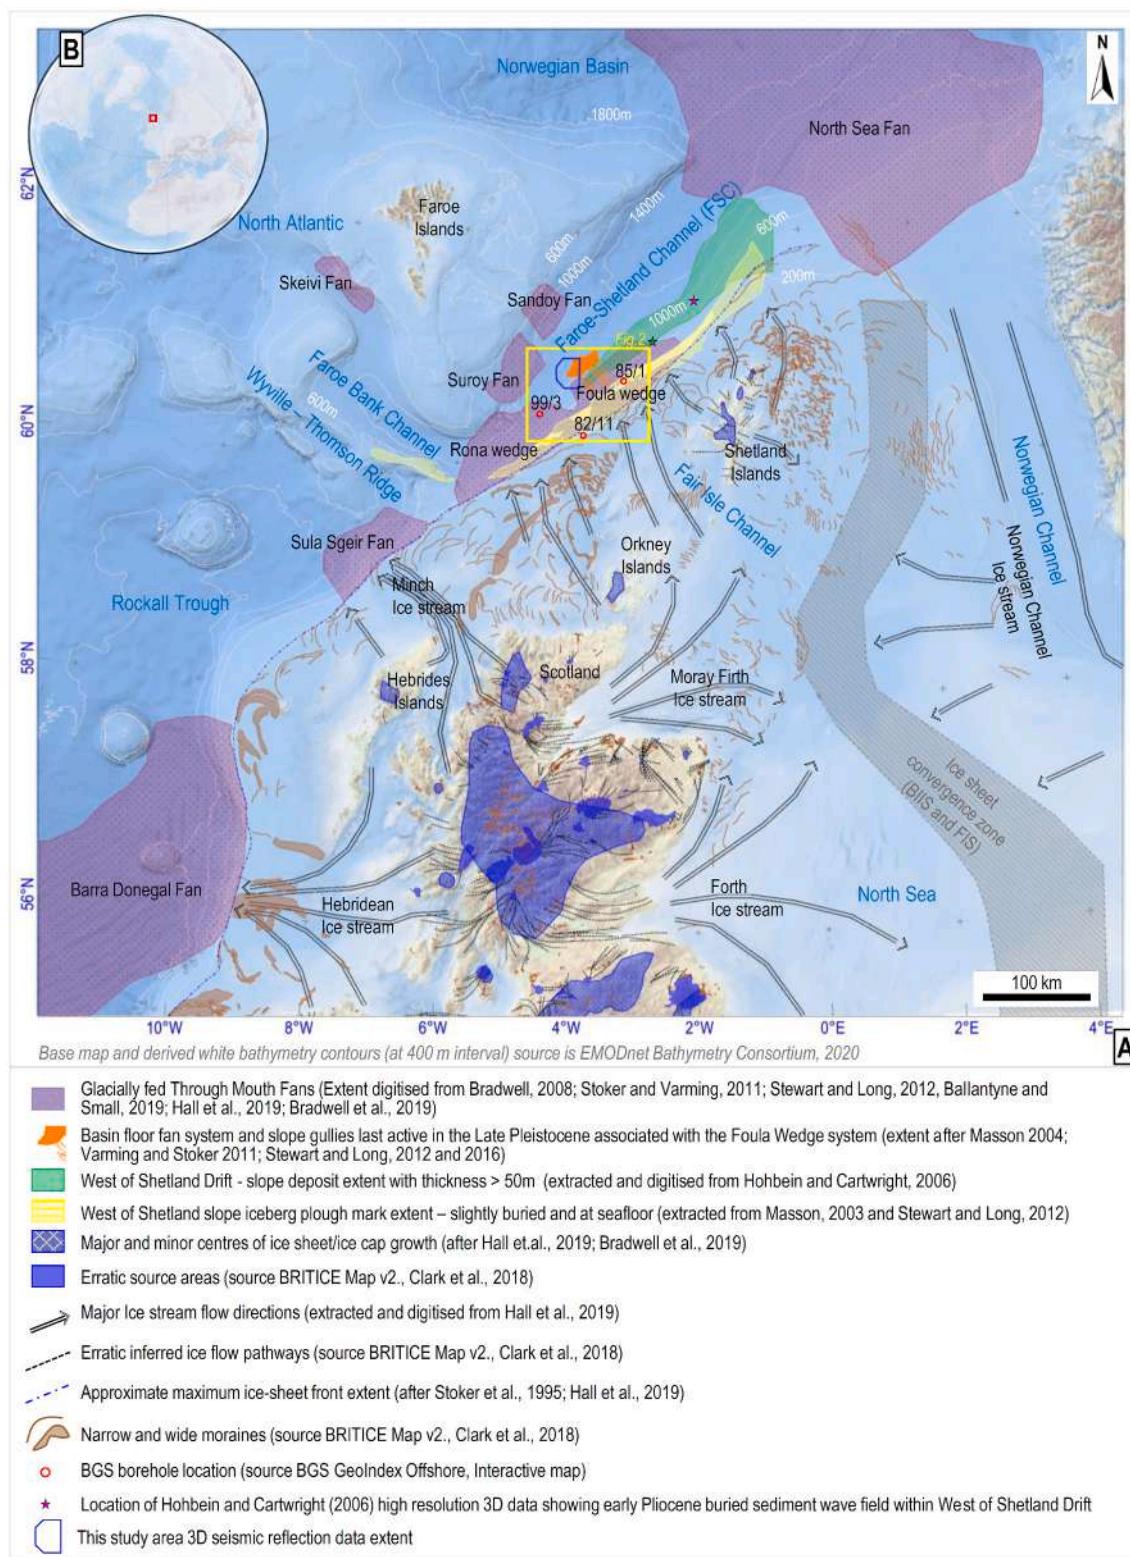 B
N
Norwegian Basin
1800m
North Sea Fan
62°N
Faroe
Islands
North Atlantic
1400m
600m
1000m
Faroe-Shetland Channel (FSC)
600m
200m
Skeivi Fan
Sandoy Fan
1000m
Fig.2
Faroe Bank Channel
Suroy Fan
85/1
Foula wedge
99/3
82/11
60°N
600m
Wyville – Thomson Ridge
Rona wedge
Shetland
Islands
Fair Isle Channel
Norwegian Channel
Norwegian Channel
Ice stream
Sula Sgeir Fan
Orkney
Islands
Minch
Ice stream
Rockall Trough
58°N
Hebrides
Islands
Scotland
Moray Firth
Ice stream
Ice sheet
convergence zone
(BIIS and FIS)
56°N
Barra Donegal Fan
Hebridean
Ice stream
Forth
Ice stream
North Sea
100 km
10°W
8°W
6°W
4°W
2°W
0°E
2°E
4°E
A
Base map and derived white bathymetry contours (at 400 m interval) source is EMODnet Bathymetry Consortium, 2020
Glacially fed Through Mouth Fans (Extent digitised from Bradwell, 2008; Stoker and Varming, 2011; Stewart and Long, 2012, Ballantyne and
Small, 2019; Hall et al., 2019; Bradwell et al., 2019)
Basin floor fan system and slope gullies last active in the Late Pleistocene associated with the Foula Wedge system (extent after Masson 2004;
Varming and Stoker 2011; Stewart and Long, 2012 and 2016)
West of Shetland Drift - slope deposit extent with thickness > 50m (extracted and digitised from Hohbein and Cartwright, 2006)
West of Shetland slope iceberg plough mark extent – slightly buried and at seafloor (extracted from Masson, 2003 and Stewart and Long, 2012)
Major and minor centres of ice sheet/ice cap growth (after Hall et.al., 2019; Bradwell et al., 2019)
Erratic source areas (source BRITICE Map v2., Clark et al., 2018)
Major Ice stream flow directions (extracted and digitised from Hall et al., 2019)
Erratic inferred ice flow pathways (source BRITICE Map v2., Clark et al., 2018)
Approximate maximum ice-sheet front extent (after Stoker et al., 1995; Hall et al., 2019)
Narrow and wide moraines (source BRITICE Map v2., Clark et al., 2018)
BGS borehole location (source BGS GeoIndex Offshore, Interactive map)
Location of Hohbein and Cartwright (2006) high resolution 3D data showing early Pliocene buried sediment wave field within West of Shetland Drift
This study area 3D seismic reflection data extent